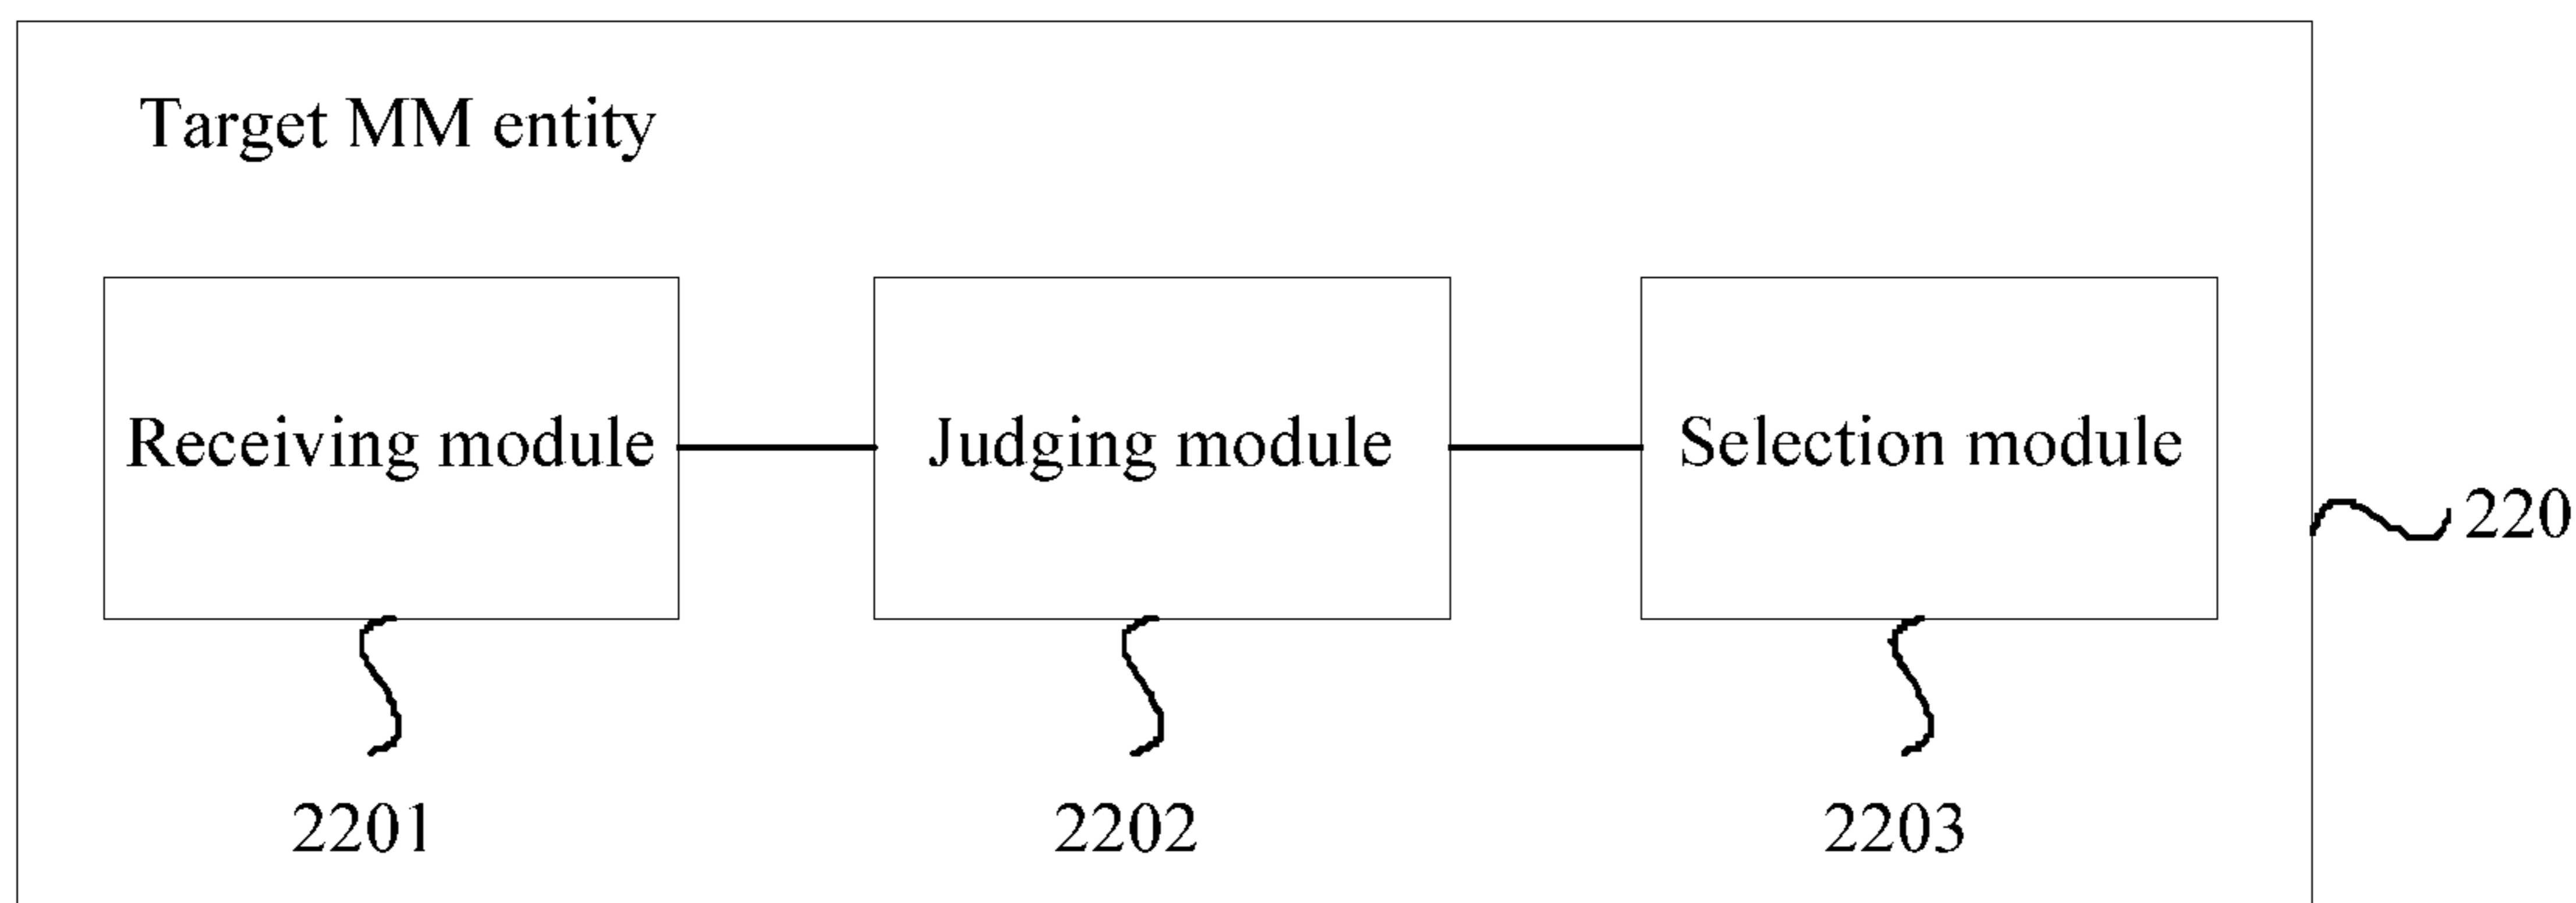 Target MM entity
Receiving module
Judging module
Selection module
220
2201
2202
2203